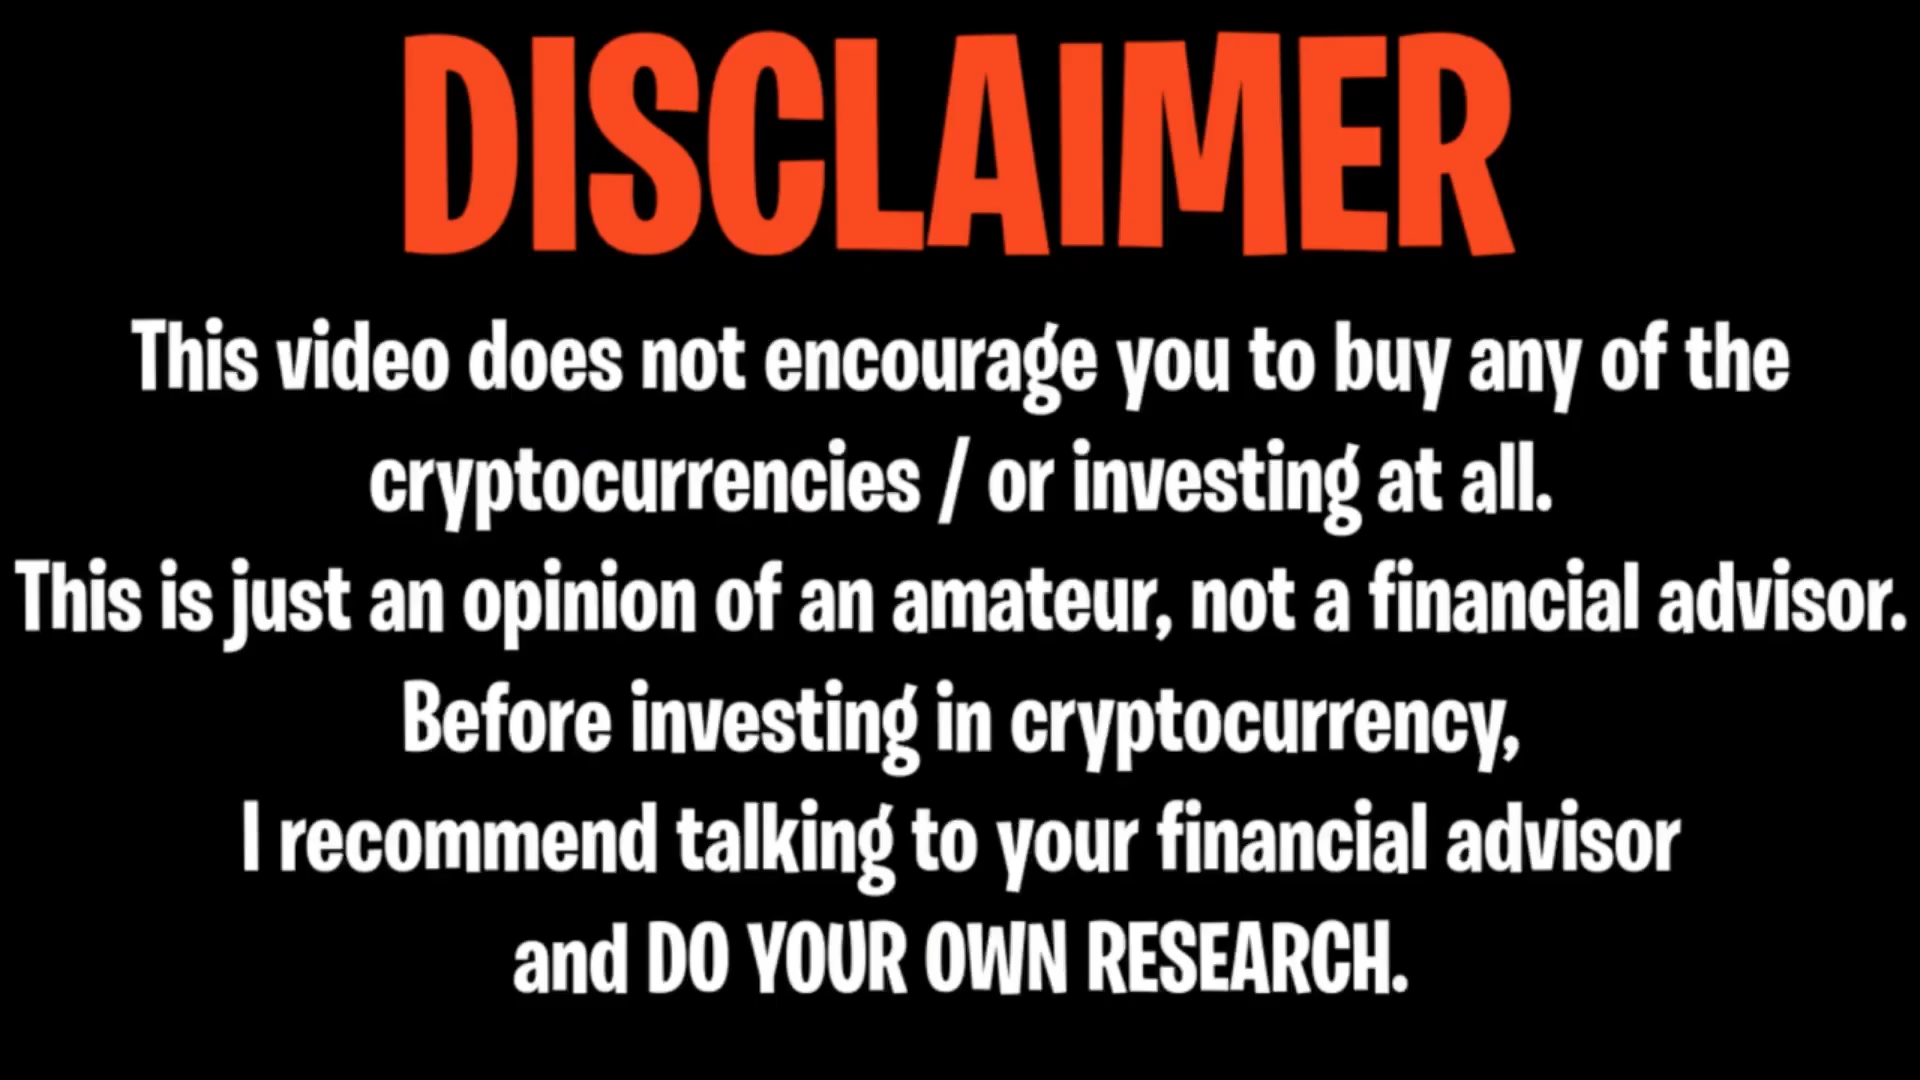 DISCLAIMER
This video does not encourage you to buy any of the
cryptocurrencies / or investing at all.
This is just an opinion of an amateur, not a financial advisor.
Before investing in cryptocurrency,
I recommend talking to your financial advisor
and DO YOUR OWN RESEARCH.